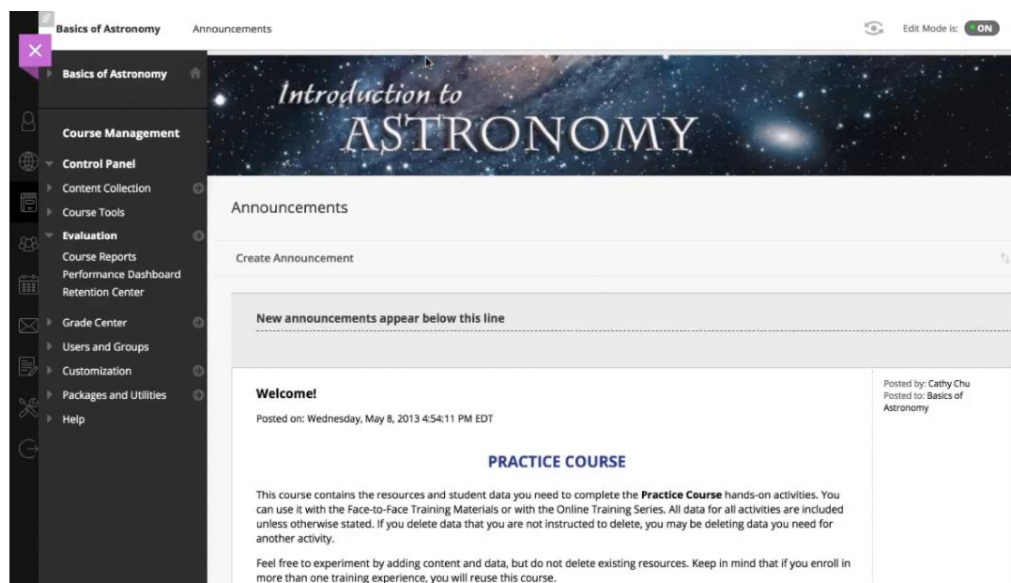 Basics of Astronomy
Announcements
Edit Mode is: ON
Basics of Astronomy
Course Management
Control Panel
Content Collection
Course Tools
Evaluation
Course Reports
Performance Dashboard
Retention Center
Grade Center
Users and Groups
Customization
Packages and Utilities
Help
Introduction to
ASTRONOMY
Announcements
Create Announcement
New announcements appear below this line
Welcome!
Posted on: Wednesday, May 8, 2013 4:54:11 PM EDT
Posted by: Cathy Chu
Posted to: Basics of
Astronomy
PRACTICE COURSE
This course contains the resources and student data you need to complete the Practice Course hands-on activities. You
can use it with the Face-to-Face Training Materials or with the Online Training Series. All data for all activities are included
unless otherwise stated. If you delete data that you are not instructed to delete, you may be deleting data you need for
another activity.
Feel free to experiment by adding content and data, but do not delete existing resources. Keep in mind that if you enroll in
more than one training experience, you will reuse this course.